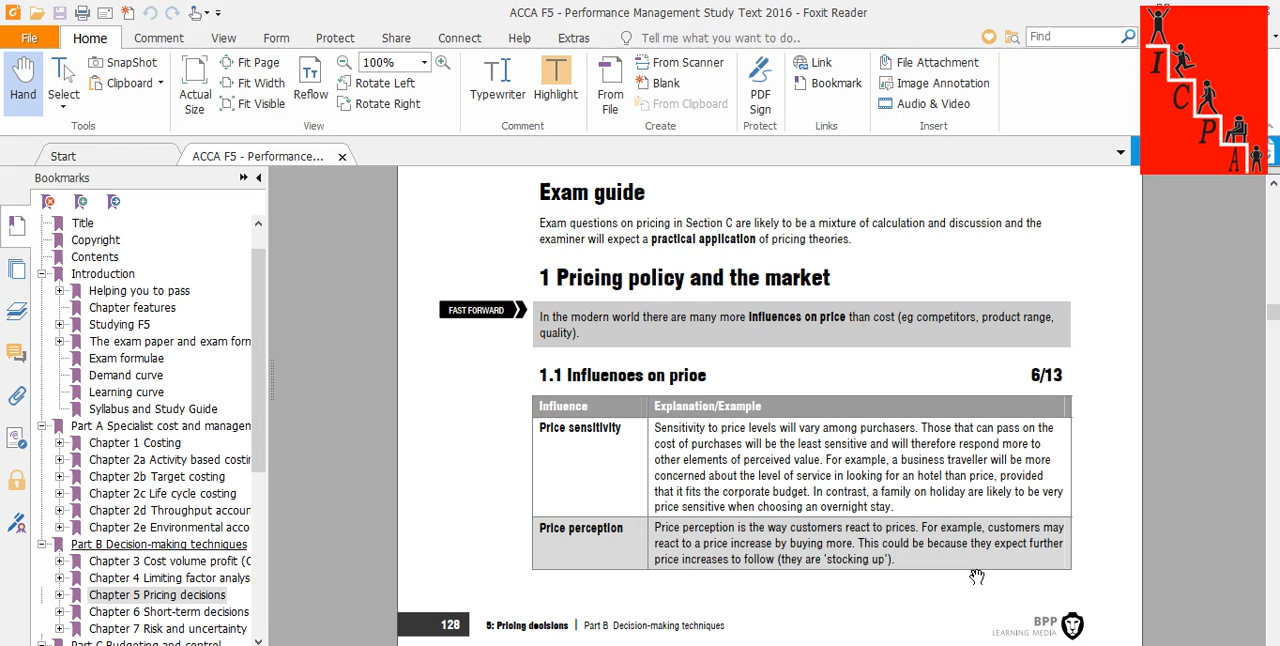 ACCA F5 - Performance Management Study Text 2016 - Foxit Reader
File Home Comment View Form Protect Share Connect Help Extras Tell me what you want to do.. Find
Hand
Select
SnapShot
Clipboard
Tools
Actual Size
Fit Page
Fit Width
Fit Visible
Reflow
100%
Rotate Left
Rotate Right
View
Typewriter
Highlight
Comment
From File
From Scanner
Blank
From Clipboard
Create
PDF Sign
Protect
Link
Bookmark
Links
File Attachment
Image Annotation
Audio & Video
Insert
I
C
P
A
Start
ACCA F5 - Performance...
Bookmarks
Title
Copyright
Contents
Introduction
Helping you to pass
Chapter features
Studying F5
The exam paper and exam form
Exam formulae
Demand curve
Learning curve
Syllabus and Study Guide
Part A Specialist cost and managen
Chapter 1 Costing
Chapter 2a Activity based costin
Chapter 2b Target costing
Chapter 2c Life cycle costing
Chapter 2d Throughput accoun
Chapter 2e Environmental acco
Part B Decision-making techniques
Chapter 3 Cost volume profit (C
Chapter 4 Limiting factor analys
Chapter 5 Pricing decisions
Chapter 6 Short-term decisions
Chapter 7 Risk and uncertainty
Part C Budgeting and control
Exam guide
Exam questions on pricing in Section C are likely to be a mixture of calculation and discussion and the
examiner will expect a practical application of pricing theories.
1 Pricing policy and the market
FAST FORWARD
In the modern world there are many more influences on price than cost (eg competitors, product range,
quality).
1.1 Influences on price 6/13
Influence Explanation/Example
Price sensitivity Sensitivity to price levels will vary among purchasers. Those that can pass on the
cost of purchases will be the least sensitive and will therefore respond more to
other elements of perceived value. For example, a business traveller will be more
concerned about the level of service in looking for an hotel than price, provided
that it fits the corporate budget. In contrast, a family on holiday are likely to be very
price sensitive when choosing an overnight stay.
Price perception Price perception is the way customers react to prices. For example, customers may
react to a price increase by buying more. This could be because they expect further
price increases to follow (they are 'stocking up').
128 5: Pricing decisions | Part B Decision-making techniques
BPP
LEARNING MEDIA